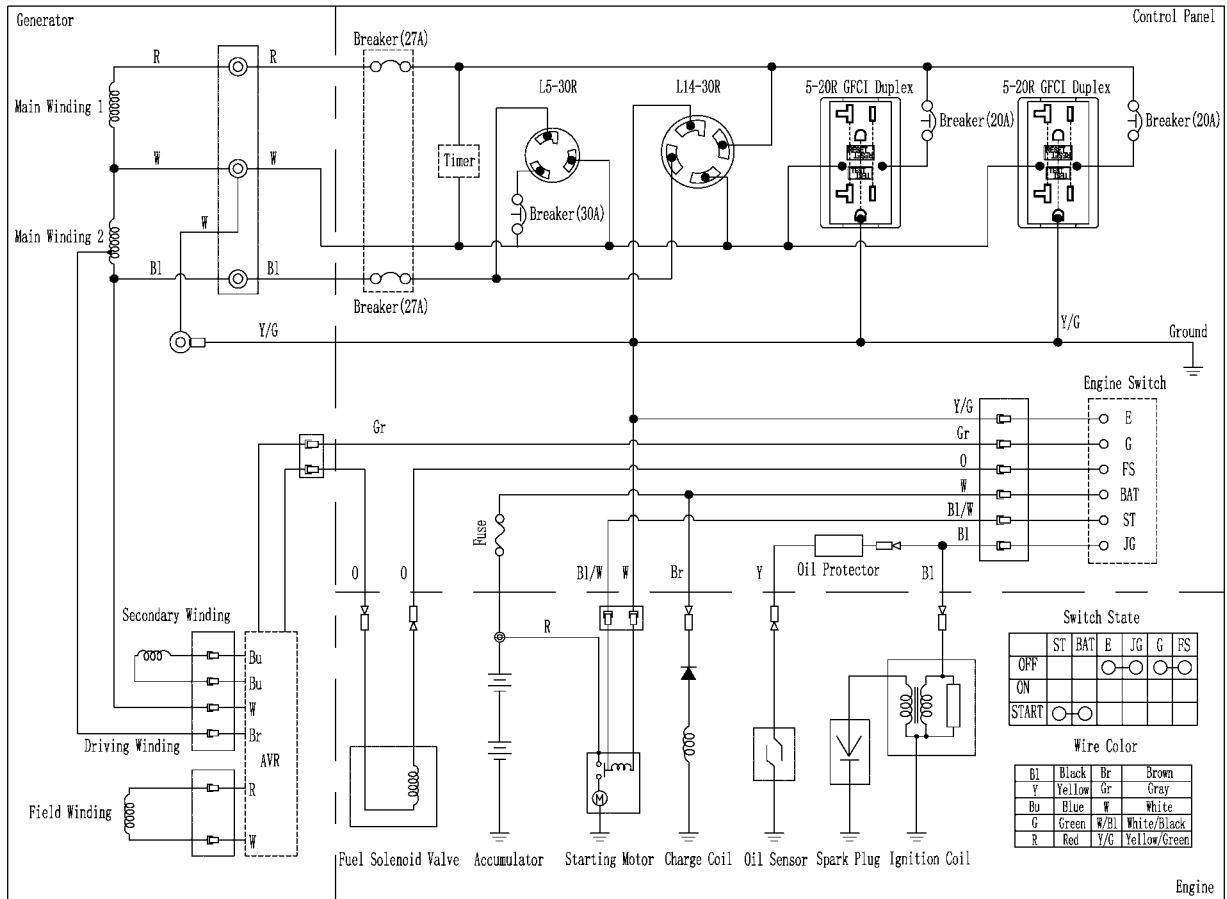 Generator
Control Panel
Breaker(27A)
R
R
L5-30R
L14-30R
5-20R GFCI Duplex
5-20R GFCI Duplex
Main Winding 1
Breaker(20A)
Breaker(20A)
W
W
Timer
Breaker(30A)
W
Main Winding 2
Bl
Bl
Breaker(27A)
Y/G
Y/G
Ground
Engine Switch
Y/G
E
Gr
Gr
G
O
FS
W
BAT
Bl/W
ST
Fuse
Bl
JG
Oil Protector
O
O
Bl/W
W
Br
Y
Bl
Secondary Winding
R
Switch State
ST BAT E JG G FS
OFF
ON
START
Bu
Bu
W
Driving Winding
Br
AVR
Wire Color
Bl Black Br Brown
Y Yellow Gr Gray
Bu Blue W White
G Green W/Bl White/Black
R Red Y/G Yellow/Green
R
Field Winding
M
W
Fuel Solenoid Valve
Accumulator
Starting Motor
Charge Coil
Oil Sensor
Spark Plug
Ignition Coil
Engine